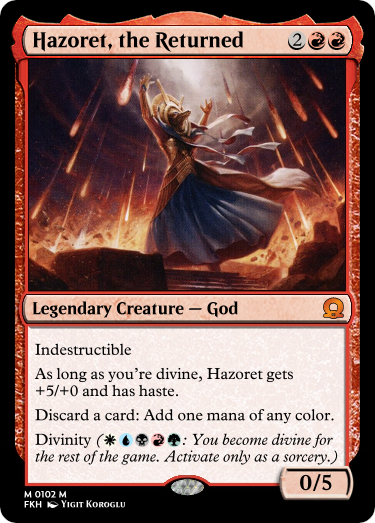 Hazoret, the Returned 2
Legendary Creature — God
Indestructible
As long as you're divine, Hazoret gets
+5/+0 and has haste.
Discard a card: Add one mana of any color.
Divinity ( : You become divine for
the rest of the game. Activate only as a sorcery.)
0/5
M 0102 M
FKH Yigit Koroglu